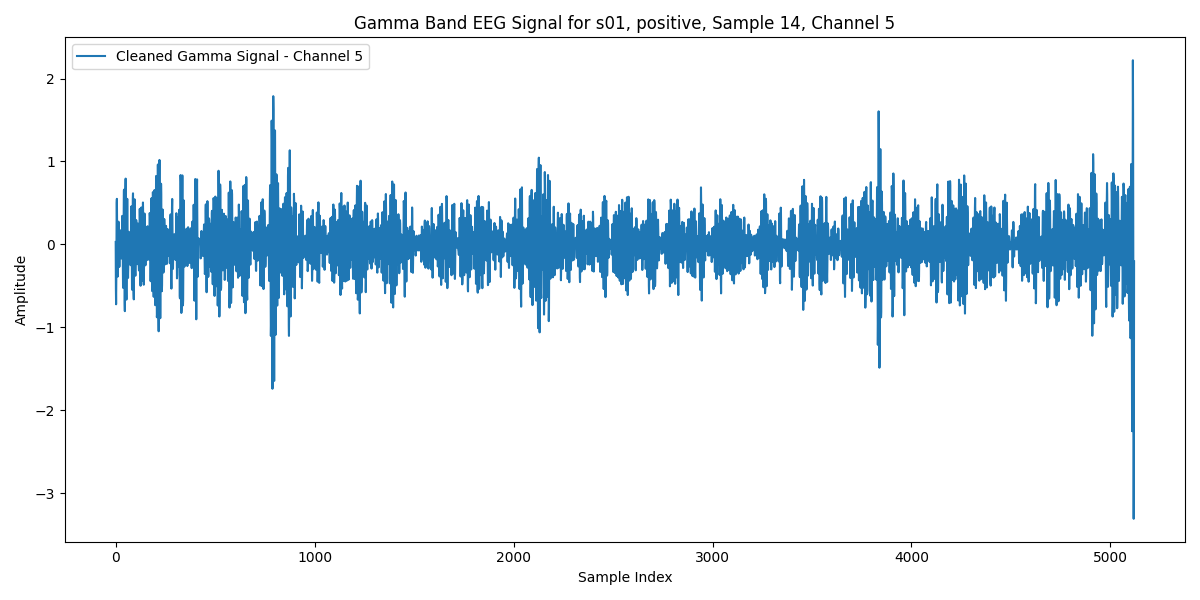 Gamma Band EEG Signal for s01, positive, Sample 14, Channel 5
Cleaned Gamma Signal - Channel 5
2
1
0
−1
−2
−3
Amplitude
0 1000 2000 3000 4000 5000
Sample Index